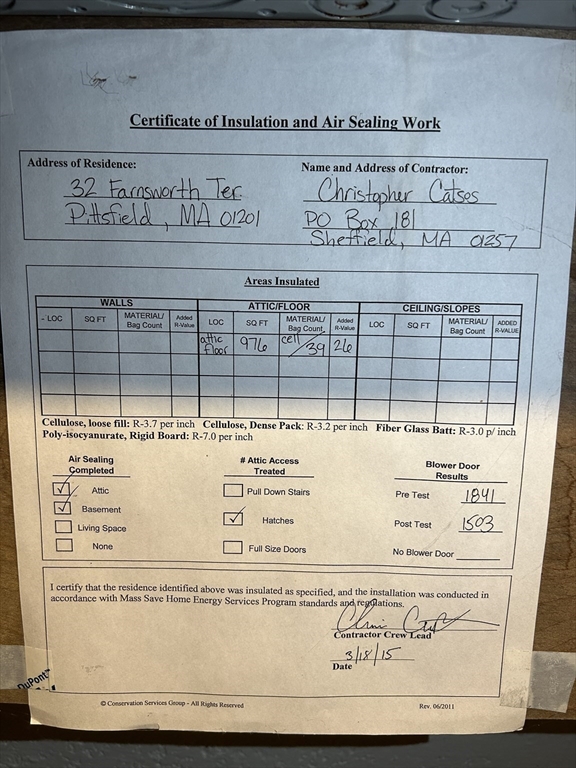 Certificate of Insulation and Air Sealing Work
Address of Residence:
32 Farnsworth Ter.
Pittsfield, MA 01201
Name and Address of Contractor:
Christopher Catsos
PO Box 181
Sheffield, MA 01257
Areas Insulated
WALLS ATTIC/FLOOR CEILING/SLOPES
LOC SQ FT MATERIAL/ Bag Count Added R-Value LOC SQ FT MATERIAL/ Bag Count Added R-Value LOC SQ FT MATERIAL/ Bag Count ADDED R-VALUE
attic floor 976 cell/39 26
Cellulose, loose fill: R-3.7 per inch Cellulose, Dense Pack: R-3.2 per inch Fiber Glass Batt: R-3.0 p/ inch
Poly-isocyanurate, Rigid Board: R-7.0 per inch
Air Sealing
Completed
✓ Attic
✓ Basement
Living Space
None
# Attic Access
Treated
Pull Down Stairs
✓ Hatches
Full Size Doors
Blower Door
Results
Pre Test 1841
Post Test 1503
No Blower Door
I certify that the residence identified above was insulated as specified, and the installation was conducted in
accordance with Mass Save Home Energy Services Program standards and regulations.
Contractor Crew Lead
3/18/15
Date
DuPont™
© Conservation Services Group - All Rights Reserved
Rev. 06/2011